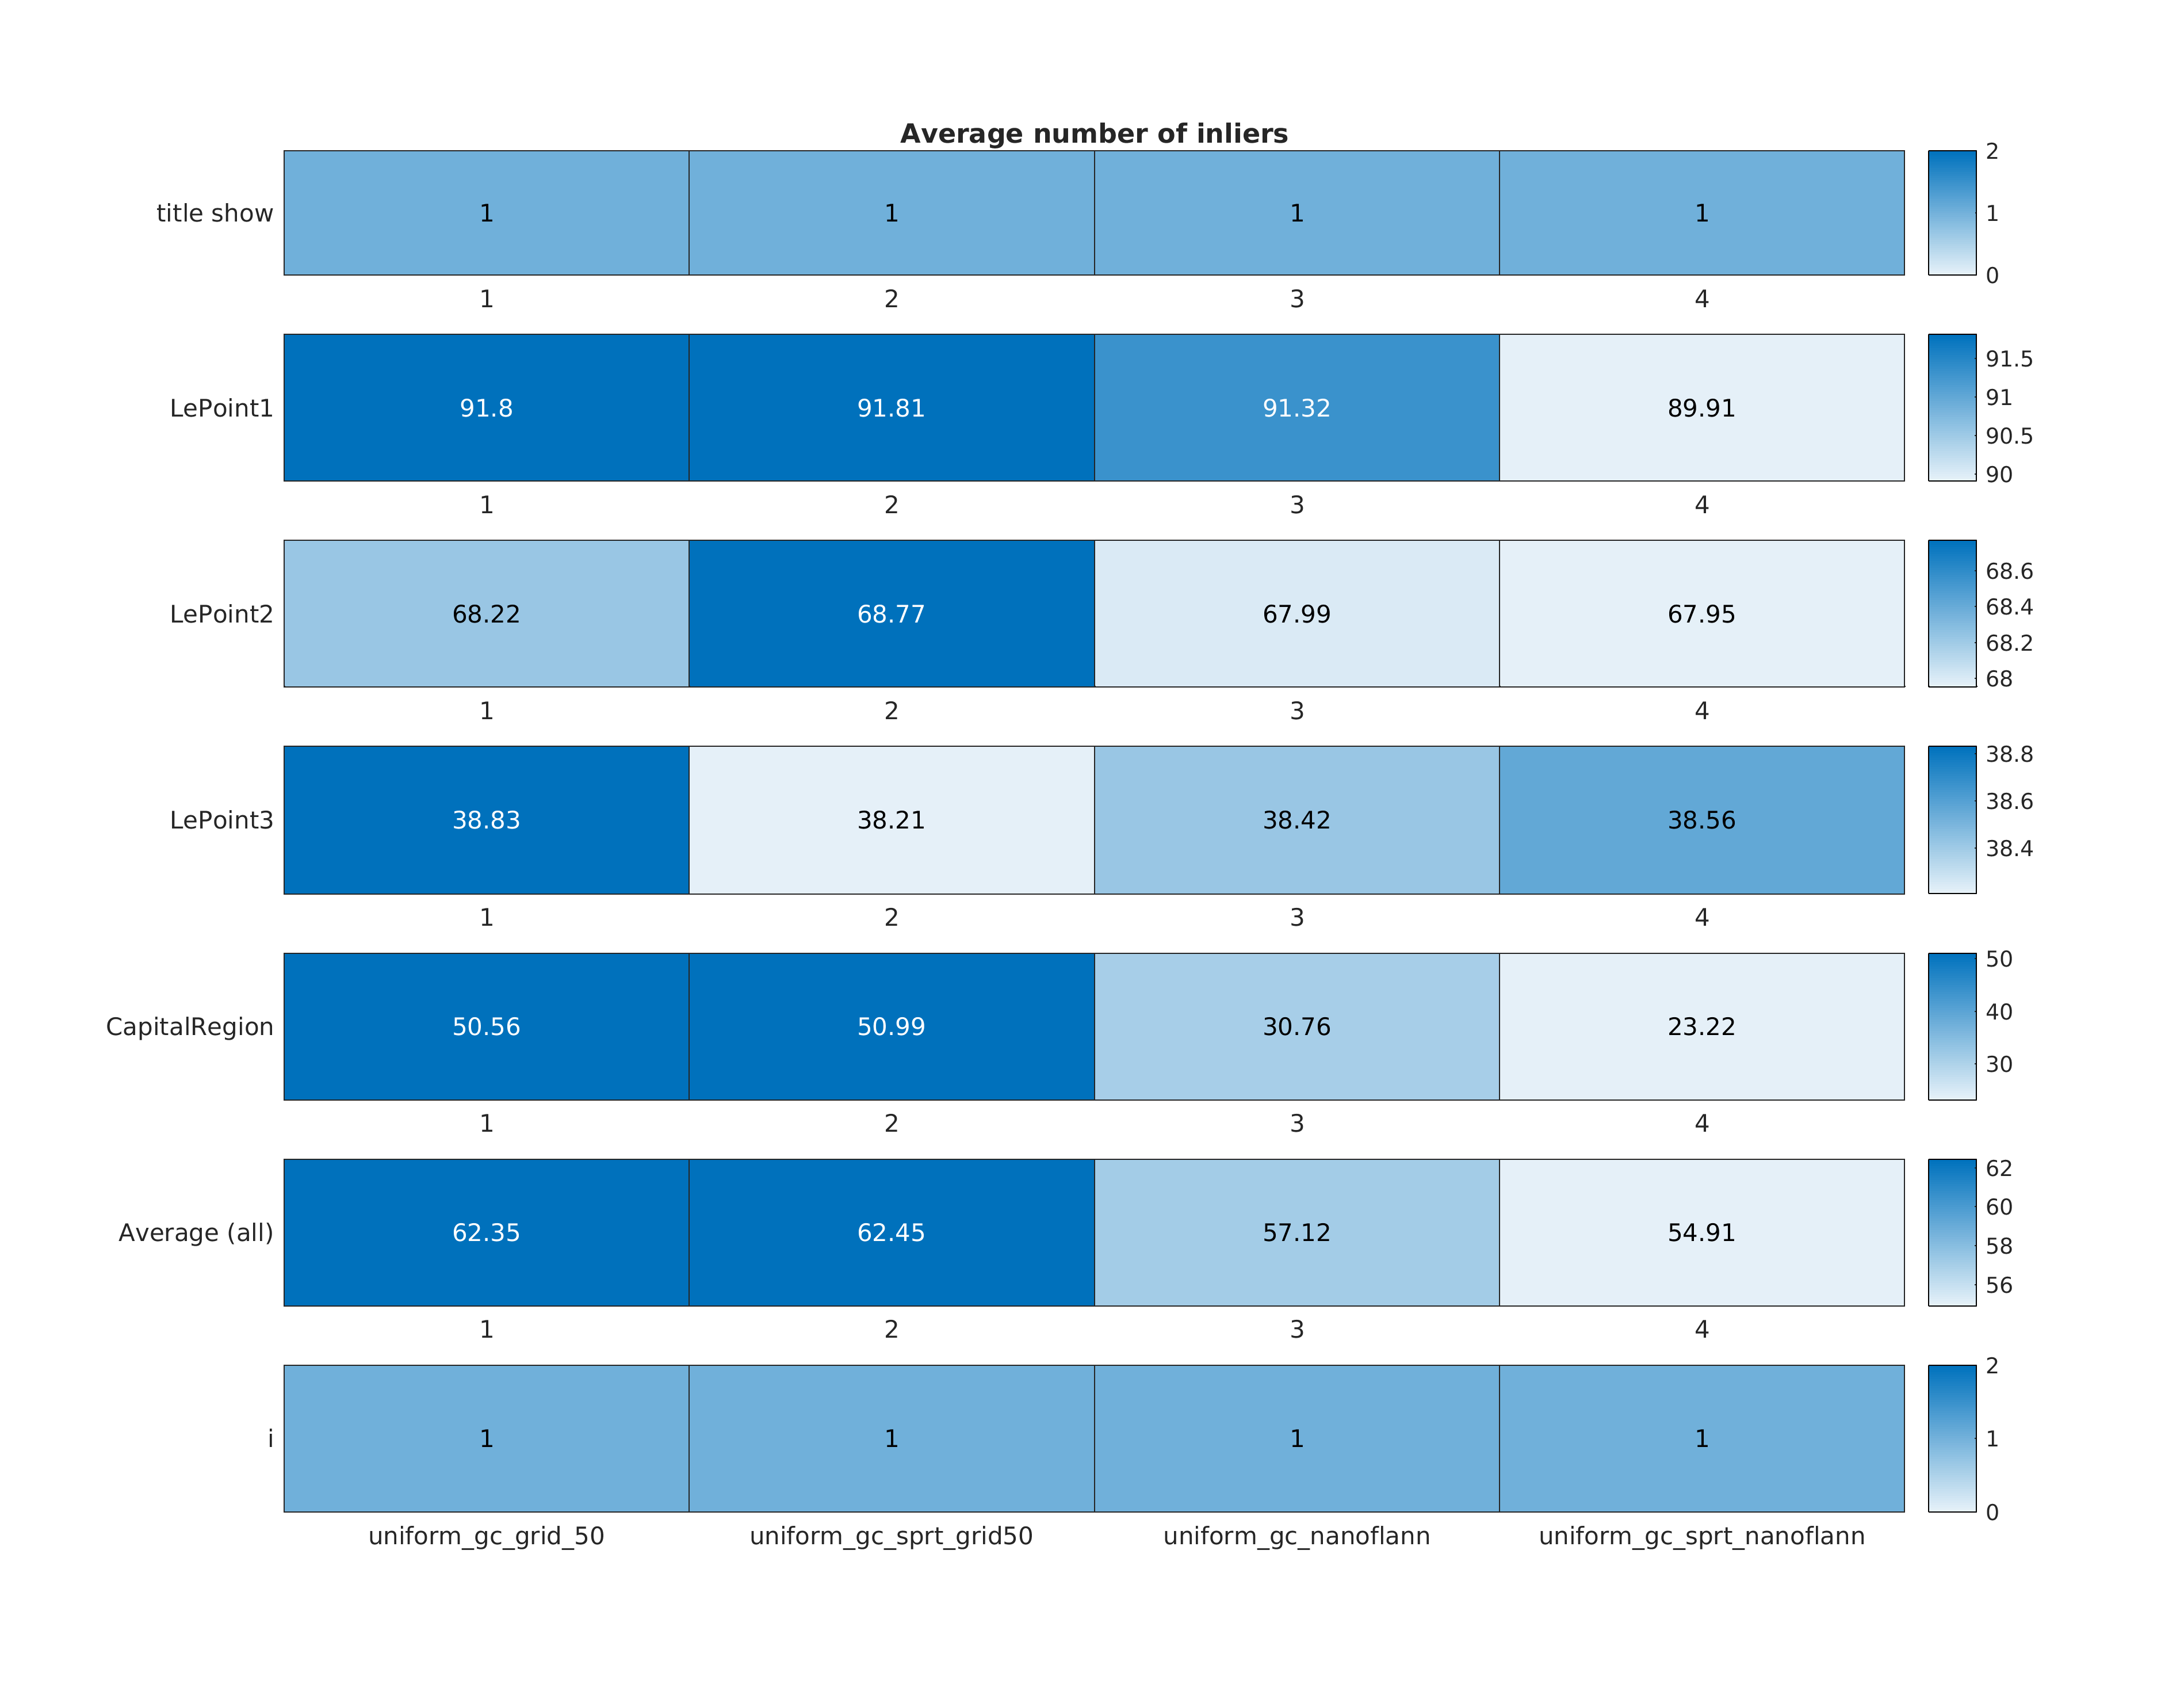 Average number of inliers
title show 1 1 1 1
2
1
0
1 2 3 4
LePoint1 91.8 91.81 91.32 89.91
91.5
91
90.5
90
1 2 3 4
LePoint2 68.22 68.77 67.99 67.95
68.6
68.4
68.2
68
1 2 3 4
LePoint3 38.83 38.21 38.42 38.56
38.8
38.6
38.4
1 2 3 4
CapitalRegion 50.56 50.99 30.76 23.22
50
40
30
1 2 3 4
Average (all) 62.35 62.45 57.12 54.91
62
60
58
56
1 2 3 4
i 1 1 1 1
2
1
0
uniform_gc_grid_50 uniform_gc_sprt_grid50 uniform_gc_nanoflann uniform_gc_sprt_nanoflann